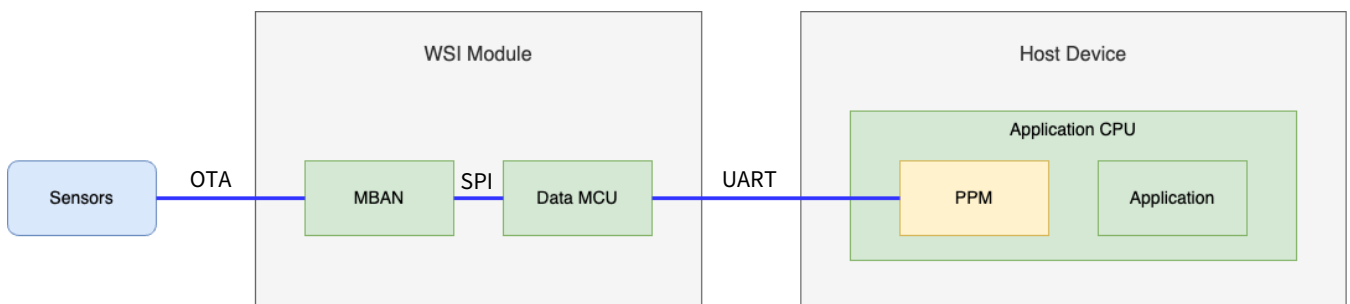 WSI Module
Host Device
Application CPU
Sensors
OTA
MBAN
SPI
Data MCU
UART
PPM
Application